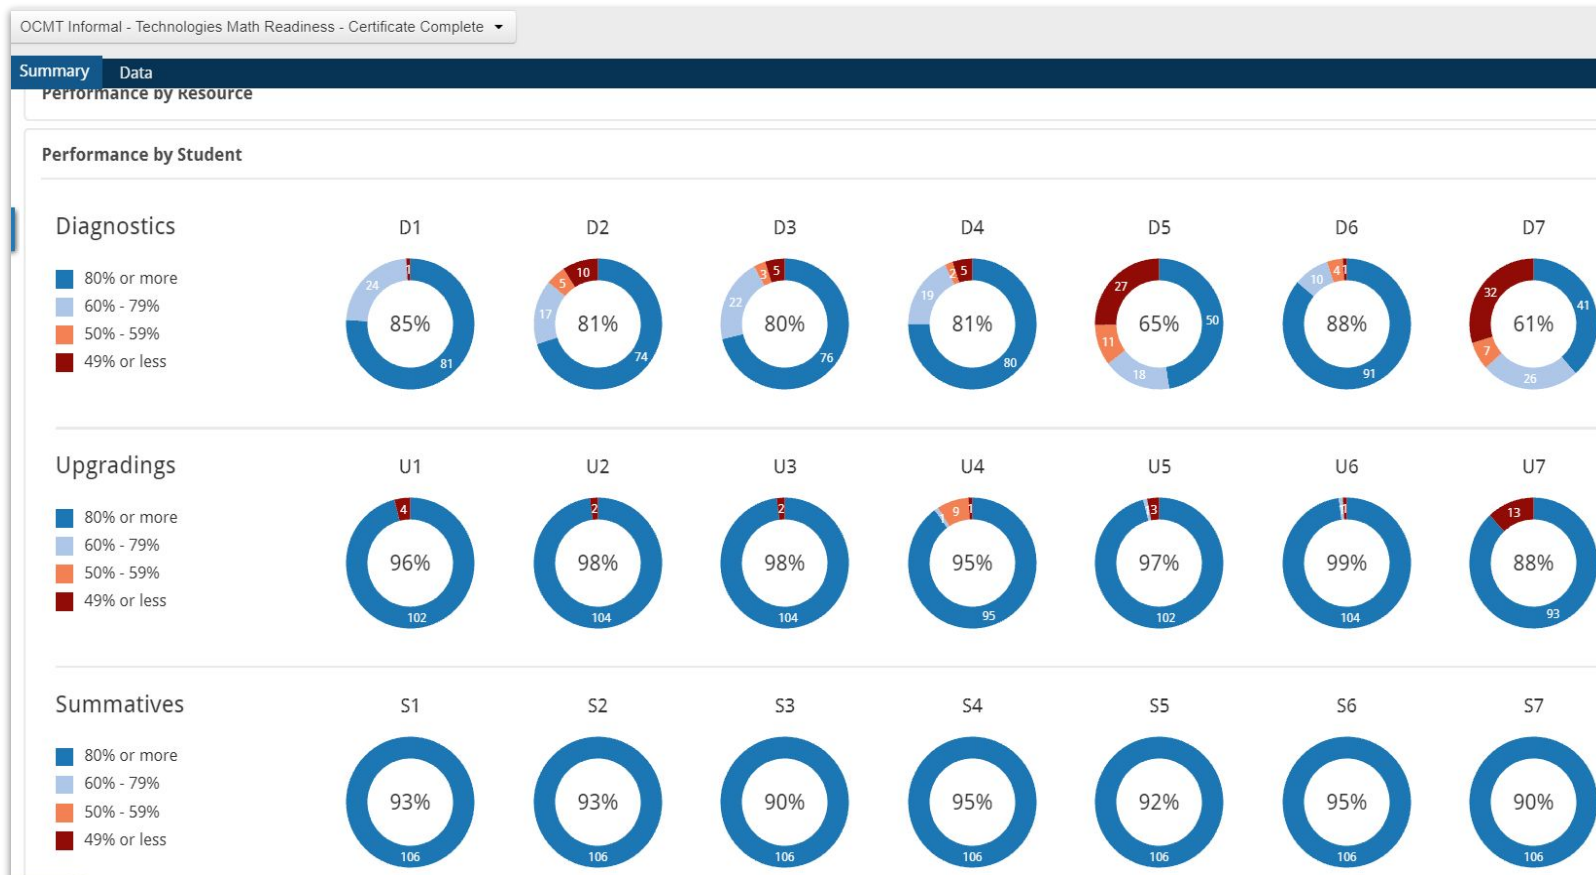 OCMT Informal - Technologies Math Readiness - Certificate Complete
Summary Data
Performance by Resource
Performance by Student
Diagnostics D1 D2 D3 D4 D5 D6 D7
80% or more
60% - 79%
50% - 59%
49% or less
85% 1 24 81
81% 10 5 17 74
80% 5 3 22 76
81% 5 2 19 80
65% 27 11 18 50
88% 1 4 10 91
61% 32 7 26 41
Upgradings U1 U2 U3 U4 U5 U6 U7
80% or more
60% - 79%
50% - 59%
49% or less
96% 4 102
98% 2 104
98% 2 104
95% 1 9 1 95
97% 3 1 102
99% 1 1 104
88% 13 93
Summatives S1 S2 S3 S4 S5 S6 S7
80% or more
60% - 79%
50% - 59%
49% or less
93% 106
93% 106
90% 106
95% 106
92% 106
95% 106
90% 106